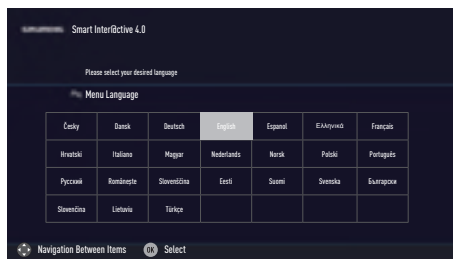 Smart Inter@ctive 4.0
Please select your desired language
Menu Language
Česky Dansk Deutsch English Espanol Ελληνικά Français
Hrvatski Italiano Magyar Nederlands Norsk Polski Português
Русский Româneşte Slovenščina Eesti Suomi Svenska Български
Slovenčina Lietuviu Türkçe
Navigation Between Items OK Select